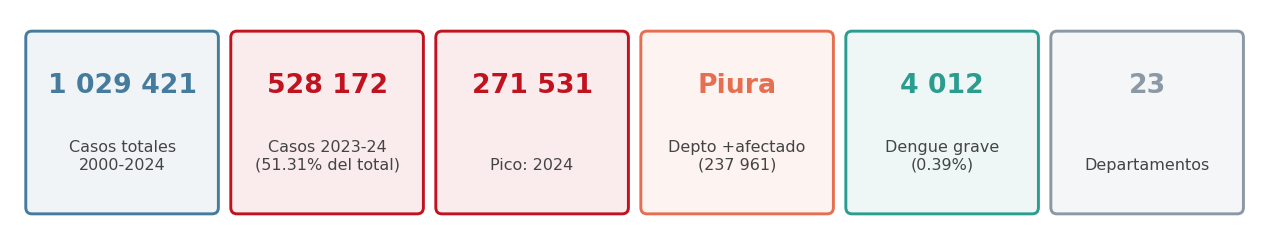 1 029 421
Casos totales
2000-2024
528 172
Casos 2023-24
(51.31% del total)
271 531
Pico: 2024
Piura
Depto +afectado
(237 961)
4 012
Dengue grave
(0.39%)
23
Departamentos